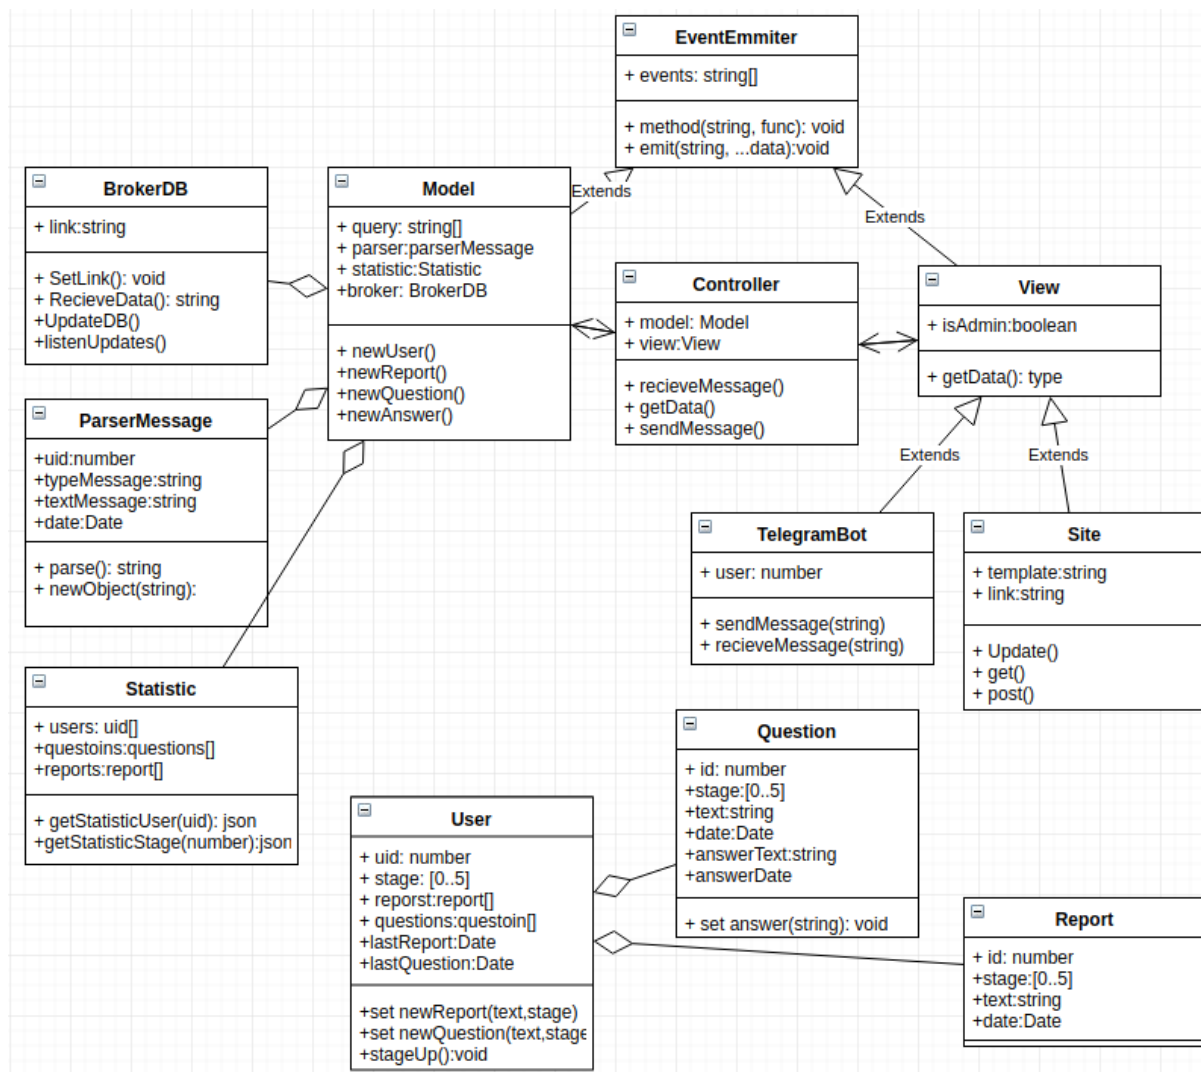 EventEmmiter
+ events: string[]
+ method(string, func): void
+ emit(string, ...data):void
BrokerDB
+ link:string
+ SetLink(): void
+ RecieveData(): string
+UpdateDB()
+listenUpdates()
Model
+ query: string[]
+ parser:parserMessage
+ statistic:Statistic
+broker: BrokerDB
+ newUser()
+newReport()
+newQuestion()
+newAnswer()
Extends
Extends
Controller
+ model: Model
+ view:View
+ recieveMessage()
+ getData()
+ sendMessage()
View
+ isAdmin:boolean
+ getData(): type
ParserMessage
+uid:number
+typeMessage:string
+textMessage:string
+date:Date
+ parse(): string
+ newObject(string):
Extends
Extends
TelegramBot
+ user: number
+ sendMessage(string)
+ recieveMessage(string)
Site
+ template:string
+ link:string
+ Update()
+ get()
+ post()
Statistic
+ users: uid[]
+questoins:questions[]
+reports:report[]
+ getStatisticUser(uid): json
+getStatisticStage(number):json
Question
+ id: number
+stage:[0..5]
+text:string
+date:Date
+answerText:string
+answerDate
+ set answer(string): void
User
+ uid: number
+ stage: [0..5]
+ reporst:report[]
+ questions:questoin[]
+lastReport:Date
+lastQuestion:Date
+set newReport(text,stage)
+set newQuestion(text,stage
+stageUp():void
Report
+ id: number
+stage:[0..5]
+text:string
+date:Date